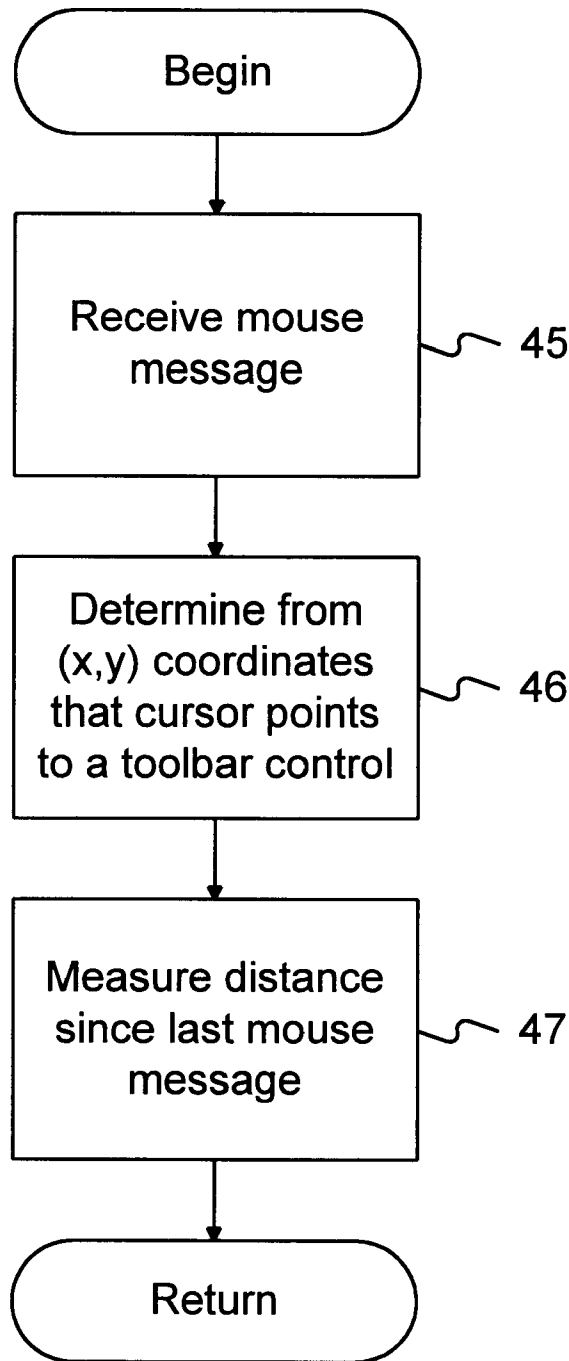 Begin
Receive mouse
message
45
Determine from
(x,y) coordinates
that cursor points
to a toolbar control
46
Measure distance
since last mouse
message
47
Return